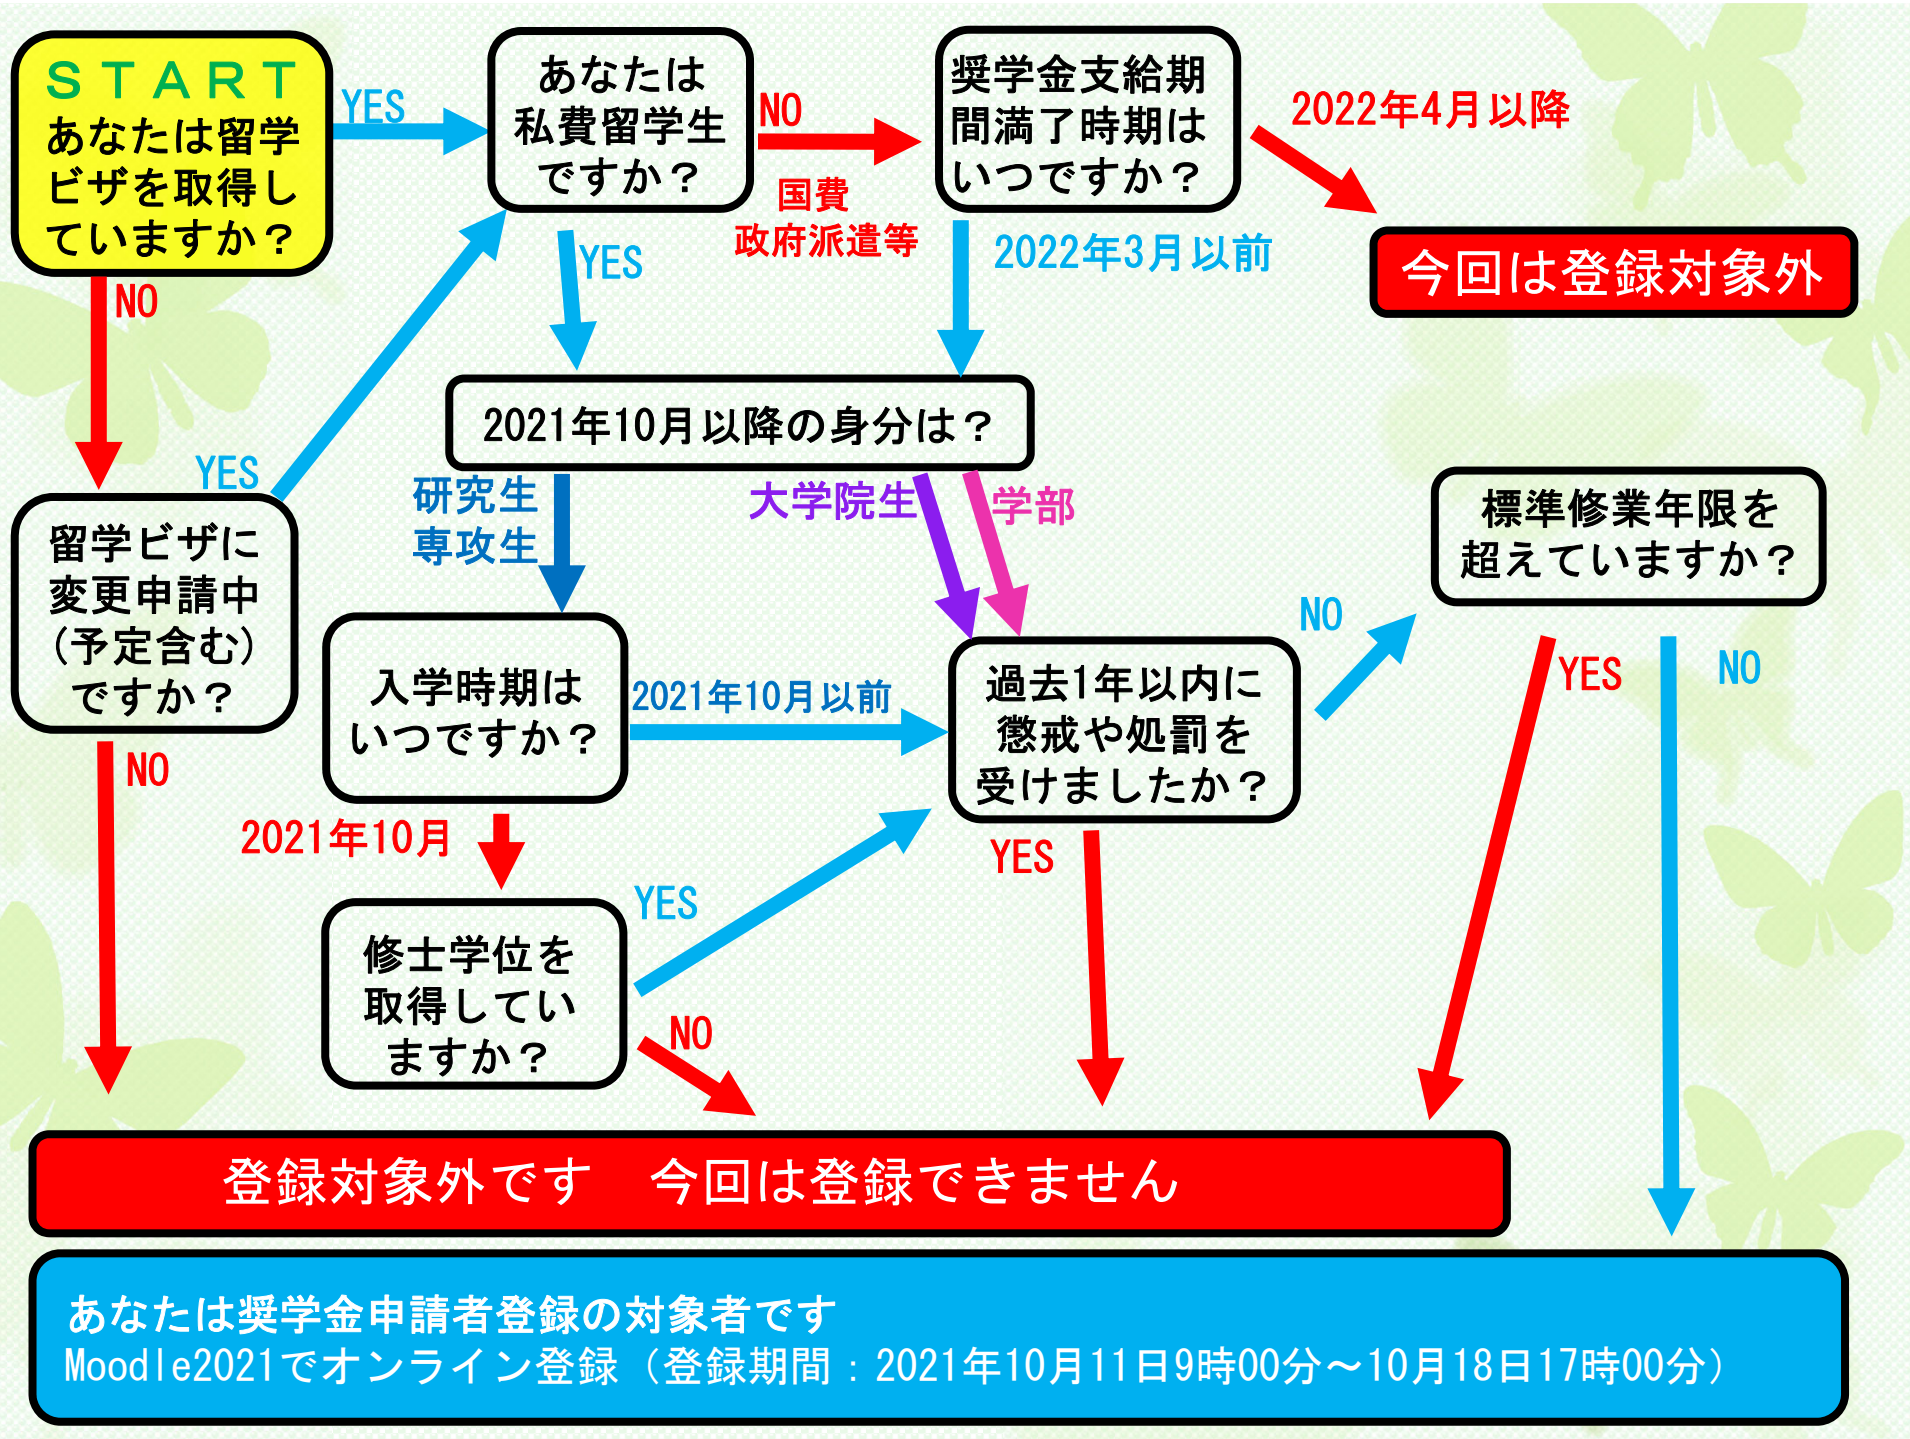 ＳＴＡＲＴ
あなたは留学
ビザを取得し
ていますか？
YES
NO
あなたは
私費留学生
ですか？
NO
国費
政府派遣等
YES
奨学金支給期
間満了時期は
いつですか？
2022年4月以降
2022年3月以前
今回は登録対象外
2021年10月以降の身分は？
研究生
専攻生
大学院生
学部
YES
留学ビザに
変更申請中
(予定含む)
ですか？
NO
入学時期は
いつですか？
2021年10月以前
2021年10月
過去1年以内に
懲戒や処罰を
受けましたか？
NO
YES
標準修業年限を
超えていますか？
YES
NO
修士学位を
取得してい
ますか？
YES
NO
登録対象外です　今回は登録できません
あなたは奨学金申請者登録の対象者です
Moodle2021でオンライン登録（登録期間：2021年10月11日9時00分～10月18日17時00分）